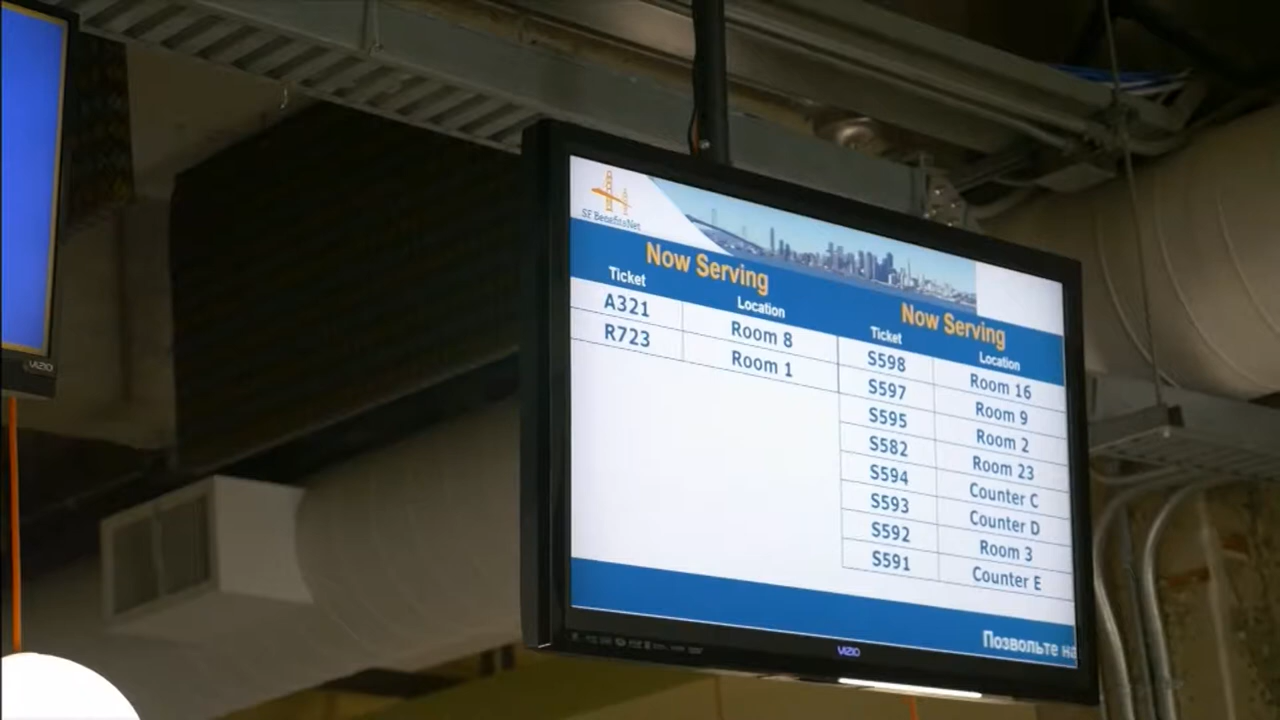 SF BenefitsNet
Now Serving
Ticket Location
A321 Room 8
R723 Room 1
Now Serving
Ticket Location
S598 Room 16
S597 Room 9
S595 Room 2
S582 Room 23
S594 Counter C
S593 Counter D
S592 Room 3
S591 Counter E
Позвольте на
VIZIO
VIZIO